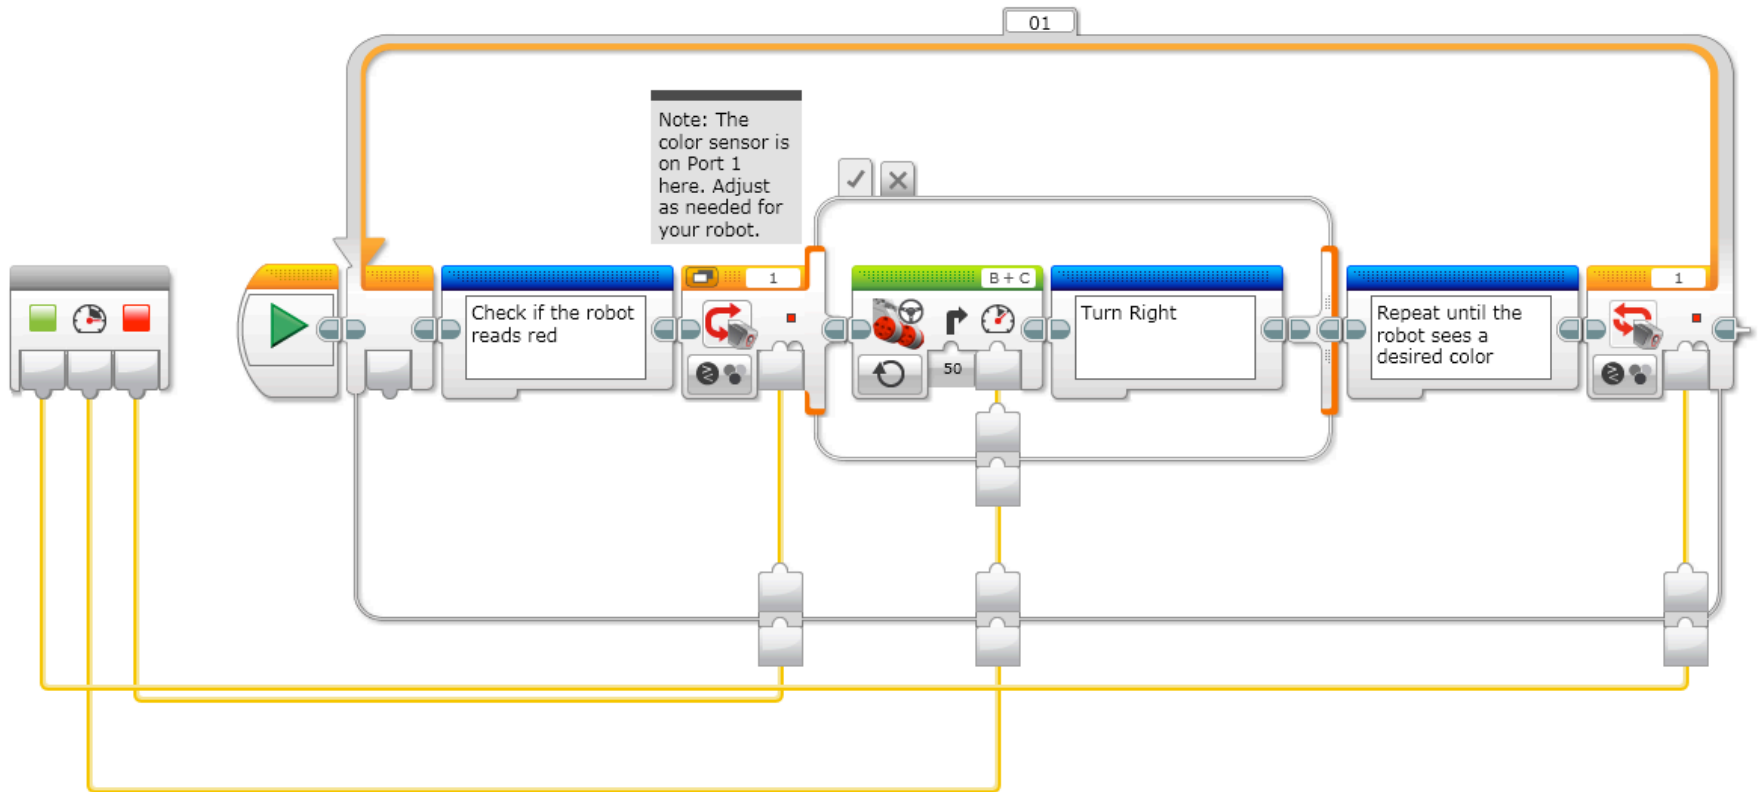 01
Note: The
color sensor is
on Port 1
here. Adjust
as needed for
your robot.
1
B + C
1
Check if the robot
reads red
Turn Right
Repeat until the
robot sees a
desired color
50